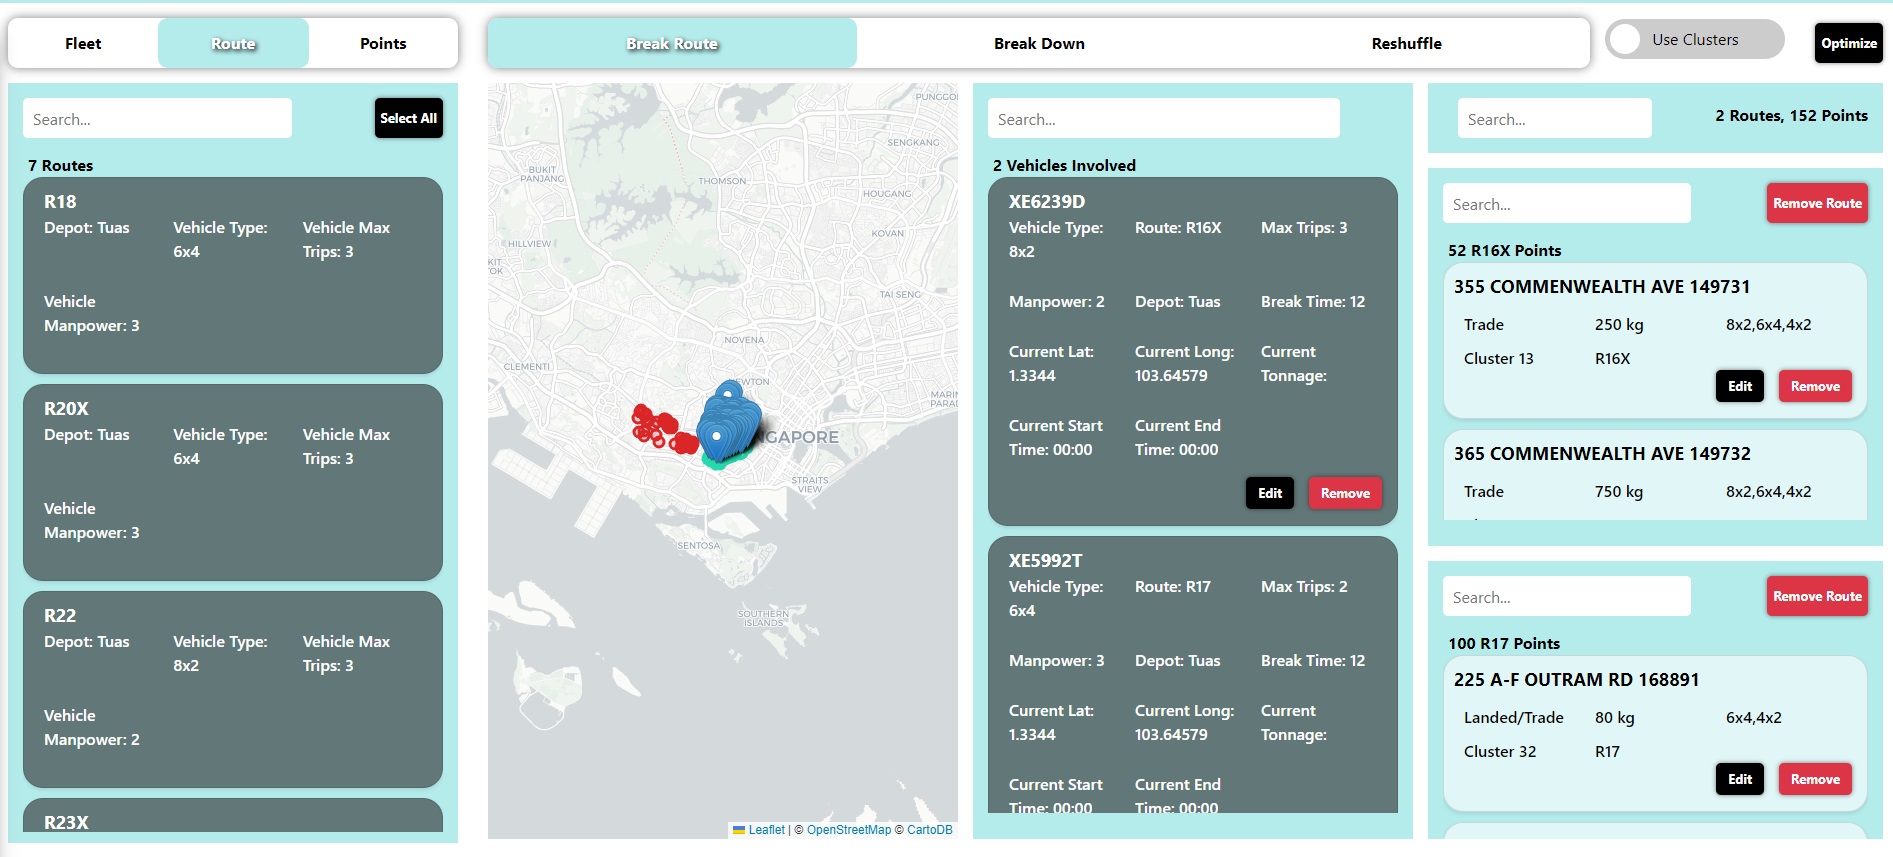 Fleet
Route
Points
Break Route
Break Down
Reshuffle
Use Clusters
Optimize
Search...
Select All
7 Routes
R18
Depot: Tuas
Vehicle Type:
6x4
Vehicle Max
Trips: 3
Vehicle
Manpower: 3
R20X
Depot: Tuas
Vehicle Type:
6x4
Vehicle Max
Trips: 3
Vehicle
Manpower: 3
R22
Depot: Tuas
Vehicle Type:
8x2
Vehicle Max
Trips: 3
Vehicle
Manpower: 2
R23X
PUNGGO
SENGKANG
BUKIT
PANJANG
THOMSON
HOUGANG
KOVAN
HILLVIEW
KIT
TOK
TAI SENG
NOVENA
CLEMENTI
NEWTON
MARIN
PARAD
GAPORE
STRAITS
VIEW
SENTOSA
SOUTHERN
ISLANDS
Leaflet | © OpenStreetMap © CartoDB
Search...
2 Vehicles Involved
XE6239D
Vehicle Type:
8x2
Route: R16X
Max Trips: 3
Manpower: 2
Depot: Tuas
Break Time: 12
Current Lat:
1.3344
Current Long:
103.64579
Current
Tonnage:
Current Start
Time: 00:00
Current End
Time: 00:00
Edit
Remove
XE5992T
Vehicle Type:
6x4
Route: R17
Max Trips: 2
Manpower: 3
Depot: Tuas
Break Time: 12
Current Lat:
1.3344
Current Long:
103.64579
Current
Tonnage:
Current Start
Time: 00:00
Current End
Time: 00:00
Search...
2 Routes, 152 Points
Search...
Remove Route
52 R16X Points
355 COMMENWEALTH AVE 149731
Trade
250 kg
8x2,6x4,4x2
Cluster 13
R16X
Edit
Remove
365 COMMENWEALTH AVE 149732
Trade
750 kg
8x2,6x4,4x2
Search...
Remove Route
100 R17 Points
225 A-F OUTRAM RD 168891
Landed/Trade
80 kg
6x4,4x2
Cluster 32
R17
Edit
Remove